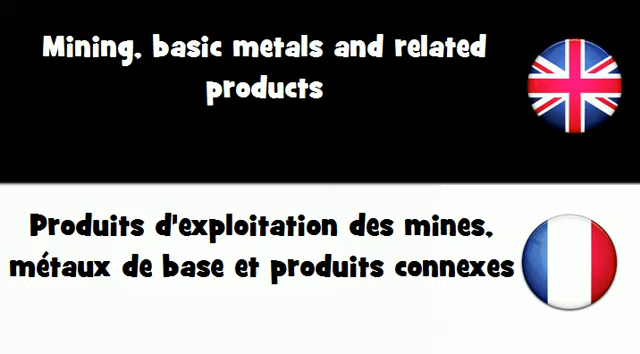 Mining, basic metals and related
products
Produits d'exploitation des mines,
métaux de base et produits connexes